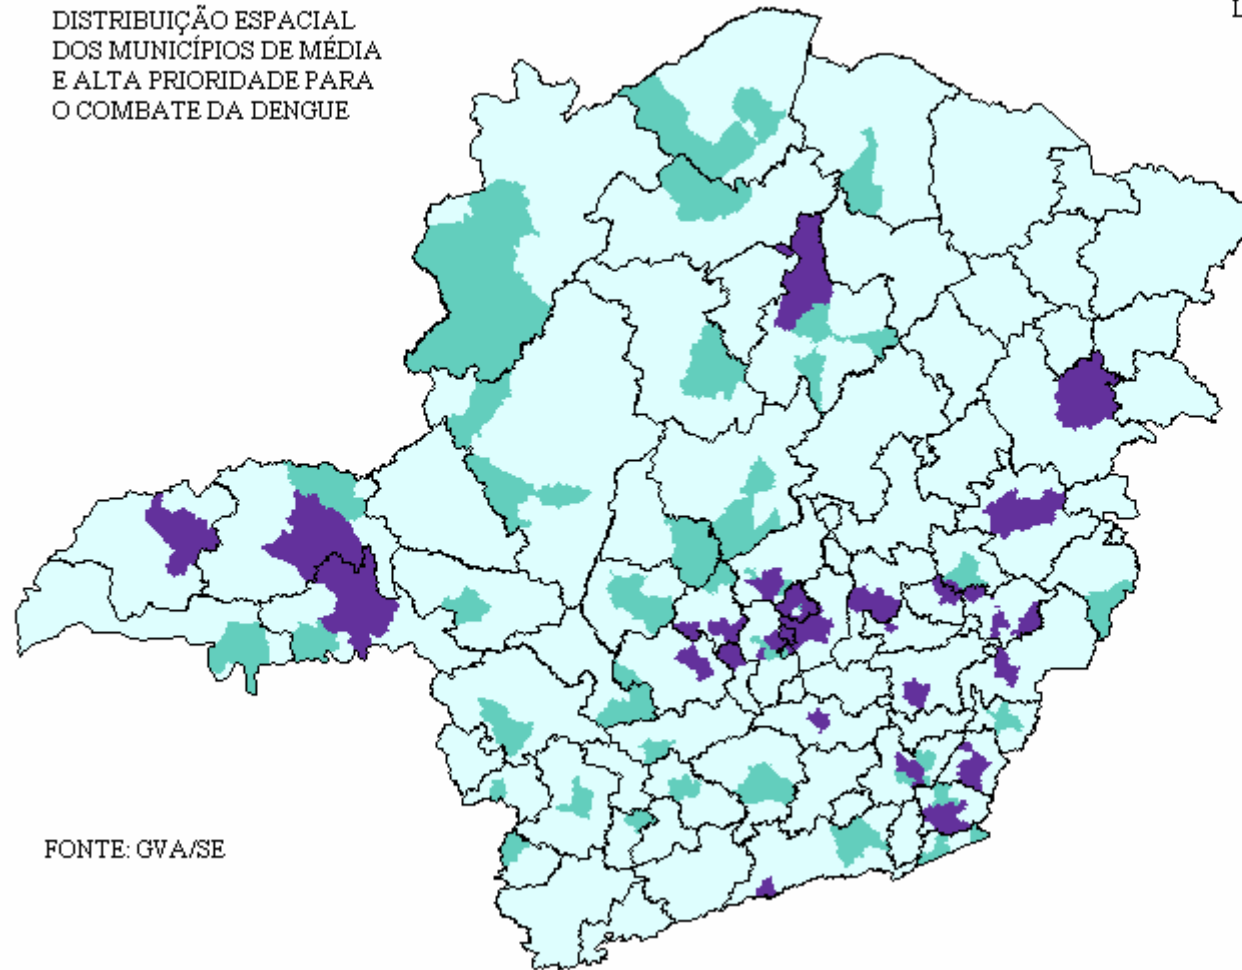 DISTRIBUIÇÃO ESPACIAL
DOS MUNICÍPIOS DE MÉDIA
E ALTA PRIORIDADE PARA
O COMBATE DA DENGUE
L
FONTE: GVA/SE